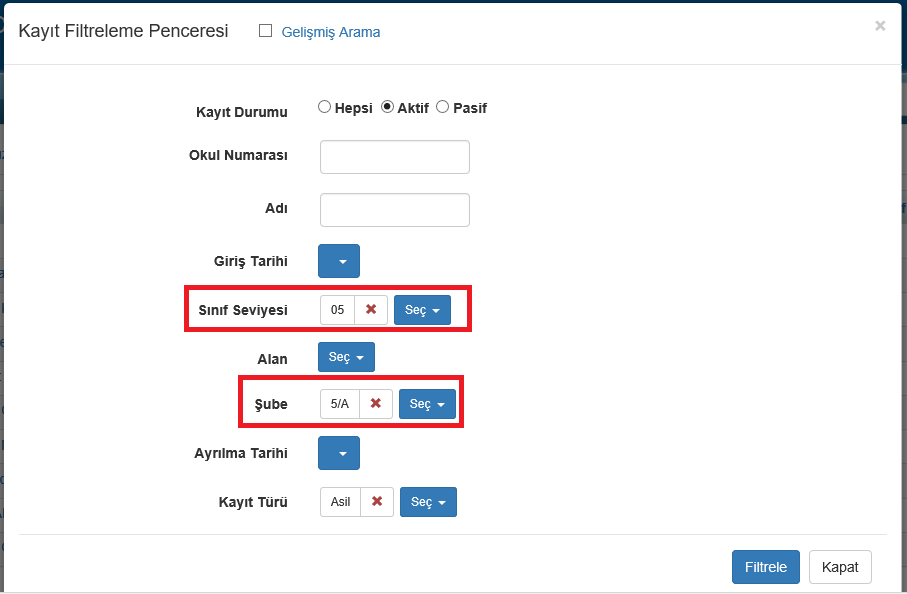 Kayıt Filtreleme Penceresi Gelişmiş Arama ×
Kayıt Durumu Hepsi Aktif Pasif
Okul Numarası
Adı
Giriş Tarihi
Sınıf Seviyesi 05 Seç
Alan Seç
Şube 5/A Seç
Ayrılma Tarihi
Kayıt Türü Asil Seç
Filtrele Kapat